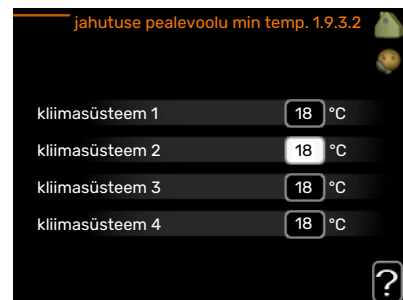 jahutuse pealevoolu min temp. 1.9.3.2
kliimasüsteem 1 18 °C
kliimasüsteem 2 18 °C
kliimasüsteem 3 18 °C
kliimasüsteem 4 18 °C
?